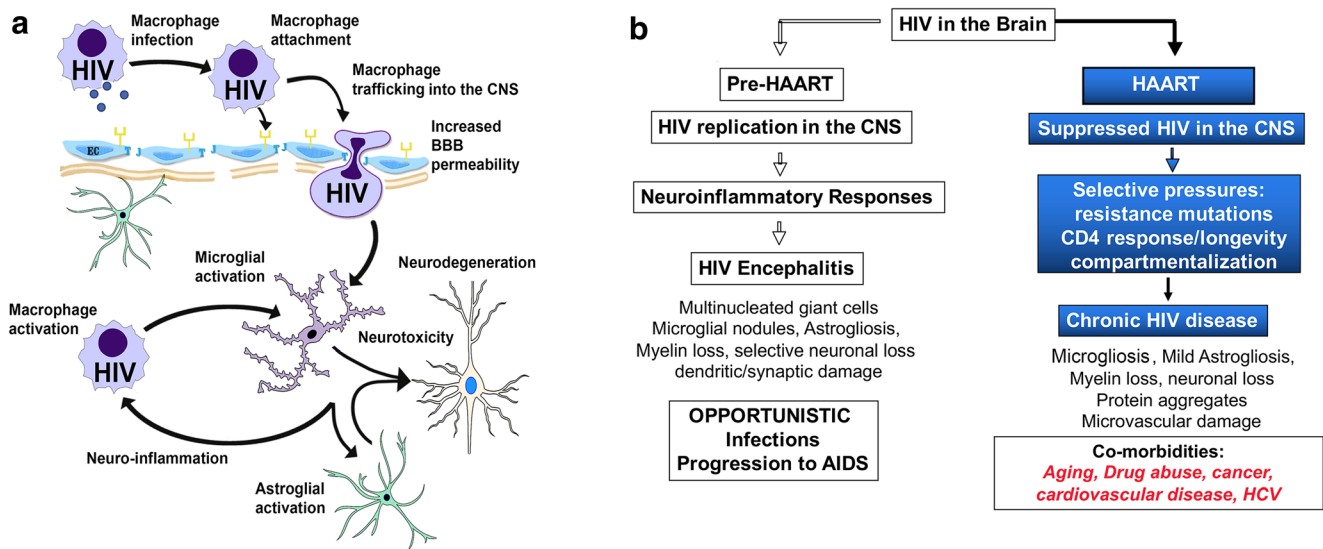 a
Macrophage
infection
Macrophage
attachment
HIV
HIV
Macrophage
trafficking into the CNS
Increased
BBB
permeability
EC
J T J T J T J T
HIV
Microglial
activation
Neurodegeneration
Macrophage
activation
Neurotoxicity
HIV
Neuro-inflammation
Astroglial
activation
b
HIV in the Brain
Pre-HAART
HIV replication in the CNS
Neuroinflammatory Responses
HIV Encephalitis
Multinucleated giant cells
Microglial nodules, Astrogliosis,
Myelin loss, selective neuronal loss
dendritic/synaptic damage
OPPORTUNISTIC
Infections
Progression to AIDS
HAART
Suppressed HIV in the CNS
Selective pressures:
resistance mutations
CD4 response/longevity
compartmentalization
Chronic HIV disease
Microgliosis , Mild Astrogliosis,
Myelin loss, neuronal loss
Protein aggregates
Microvascular damage
Co-morbidities:
Aging, Drug abuse, cancer,
cardiovascular disease, HCV